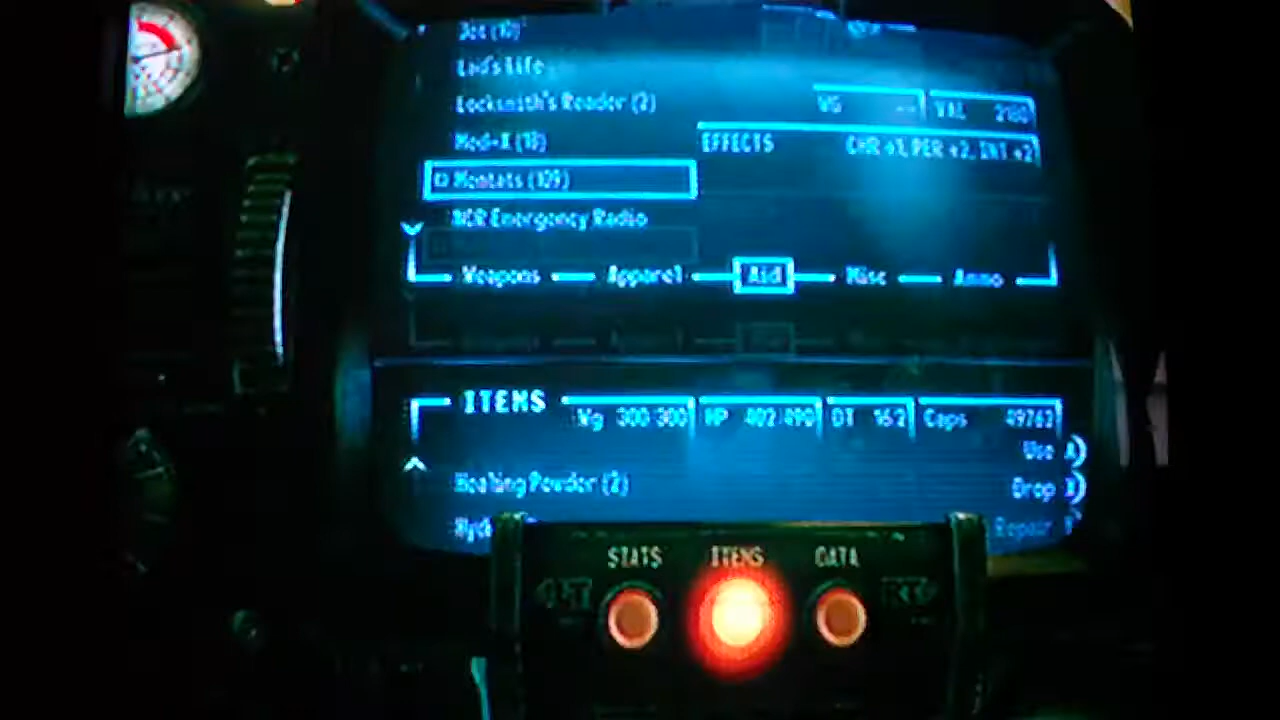 Jet (10)
Lad's Life
Locksmith's Reader (2)
WG -- VAL 2180
Med-X (18)
EFFECTS CHR +1, PER +2, INT +2
Mentats (109)
NCR Emergency Radio
Weapons Apparel Aid Misc Ammo
ITEMS
Wg 300/300 HP 402/490 DT 16.2 Caps 49763
Use A)
Healing Powder (2)
Drop X)
Hyd
Repair Y)
STATS ITEMS DATA